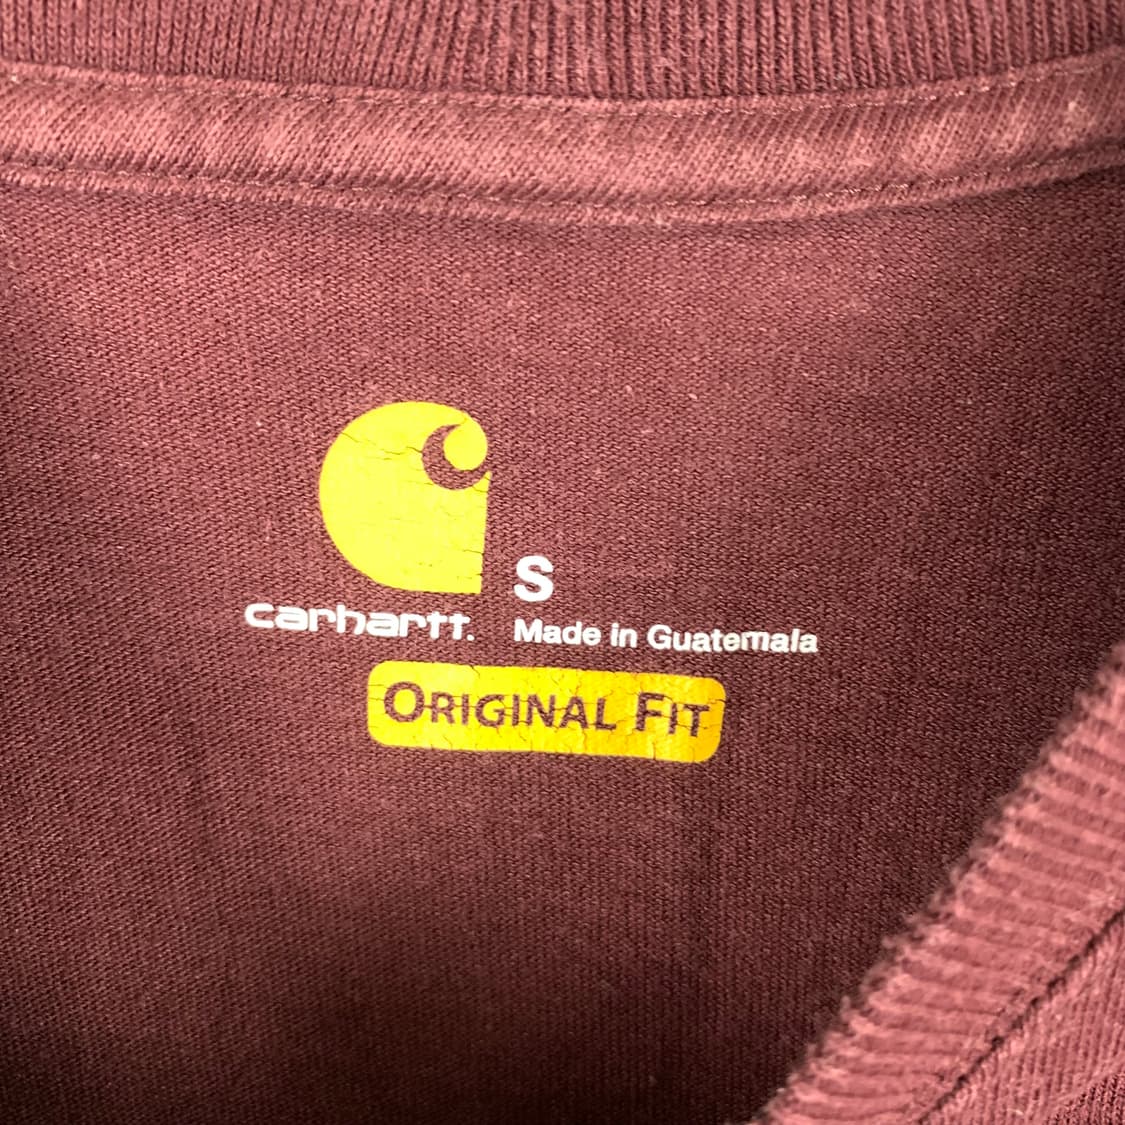 S
carhartt.
Made in Guatemala
ORIGINAL FIT